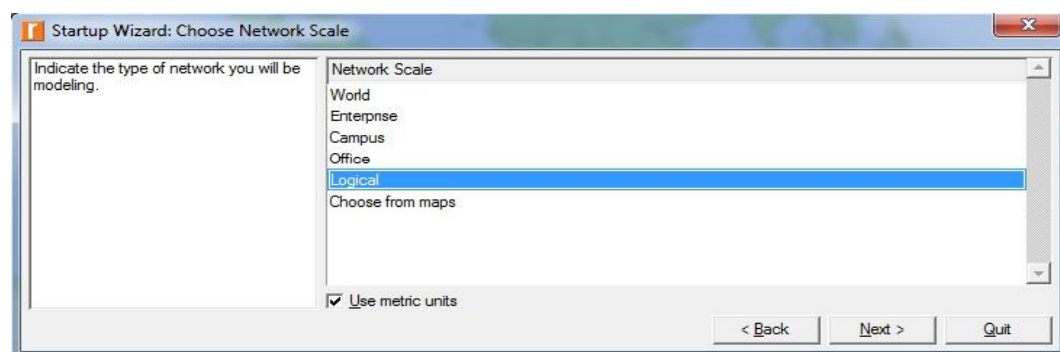 Startup Wizard: Choose Network Scale
Indicate the type of network you will be
modeling.
Network Scale
World
Enterprise
Campus
Office
Logical
Choose from maps
Use metric units
< Back
Next >
Quit